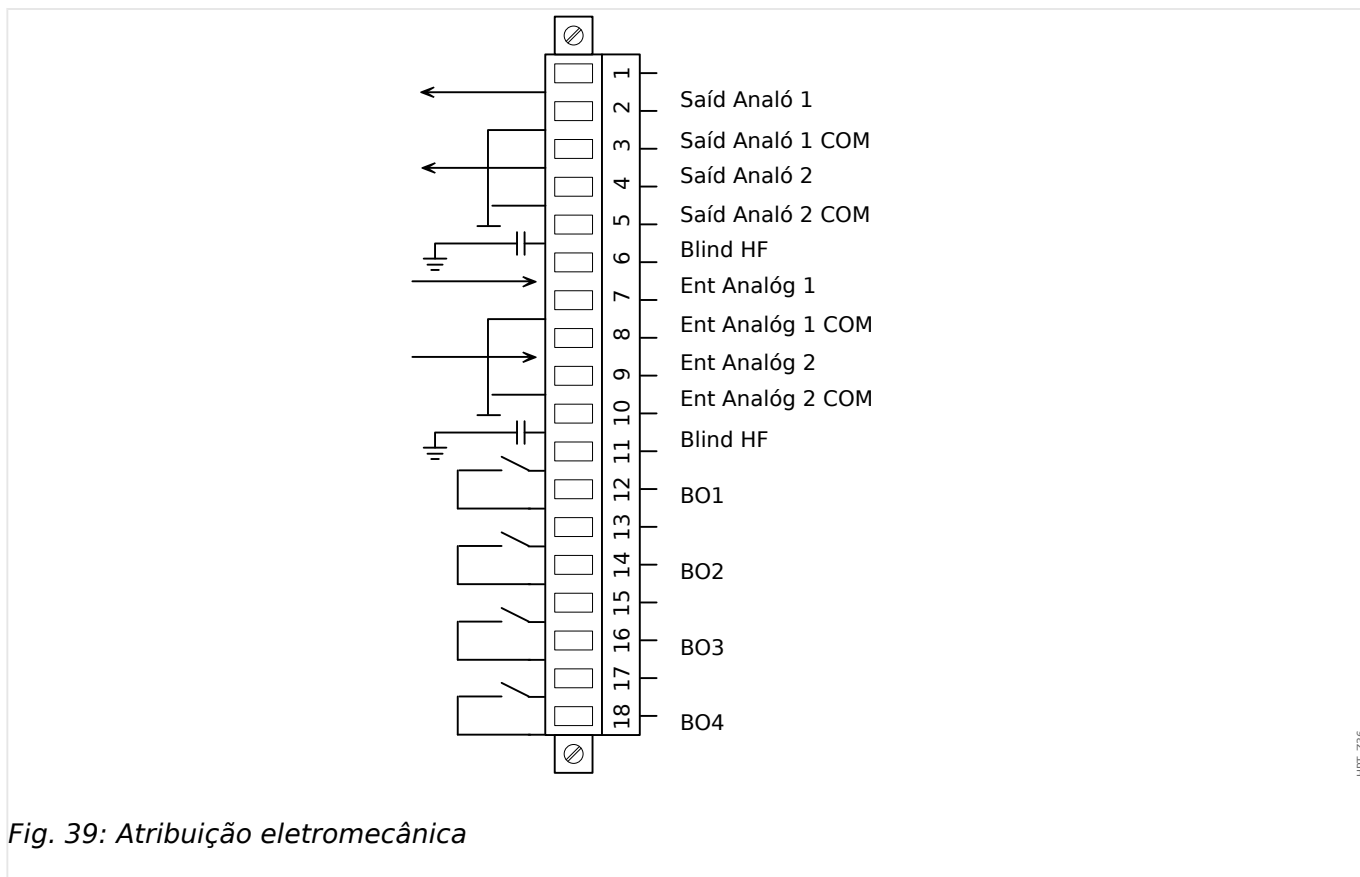 1
2
3
4
5
6
7
8
9
10
11
12
13
14
15
16
17
18
Saíd Analó 1
Saíd Analó 1 COM
Saíd Analó 2
Saíd Analó 2 COM
Blind HF
Ent Analóg 1
Ent Analóg 1 COM
Ent Analóg 2
Ent Analóg 2 COM
Blind HF
BO1
BO2
BO3
BO4
Fig. 39: Atribuição eletromecânica